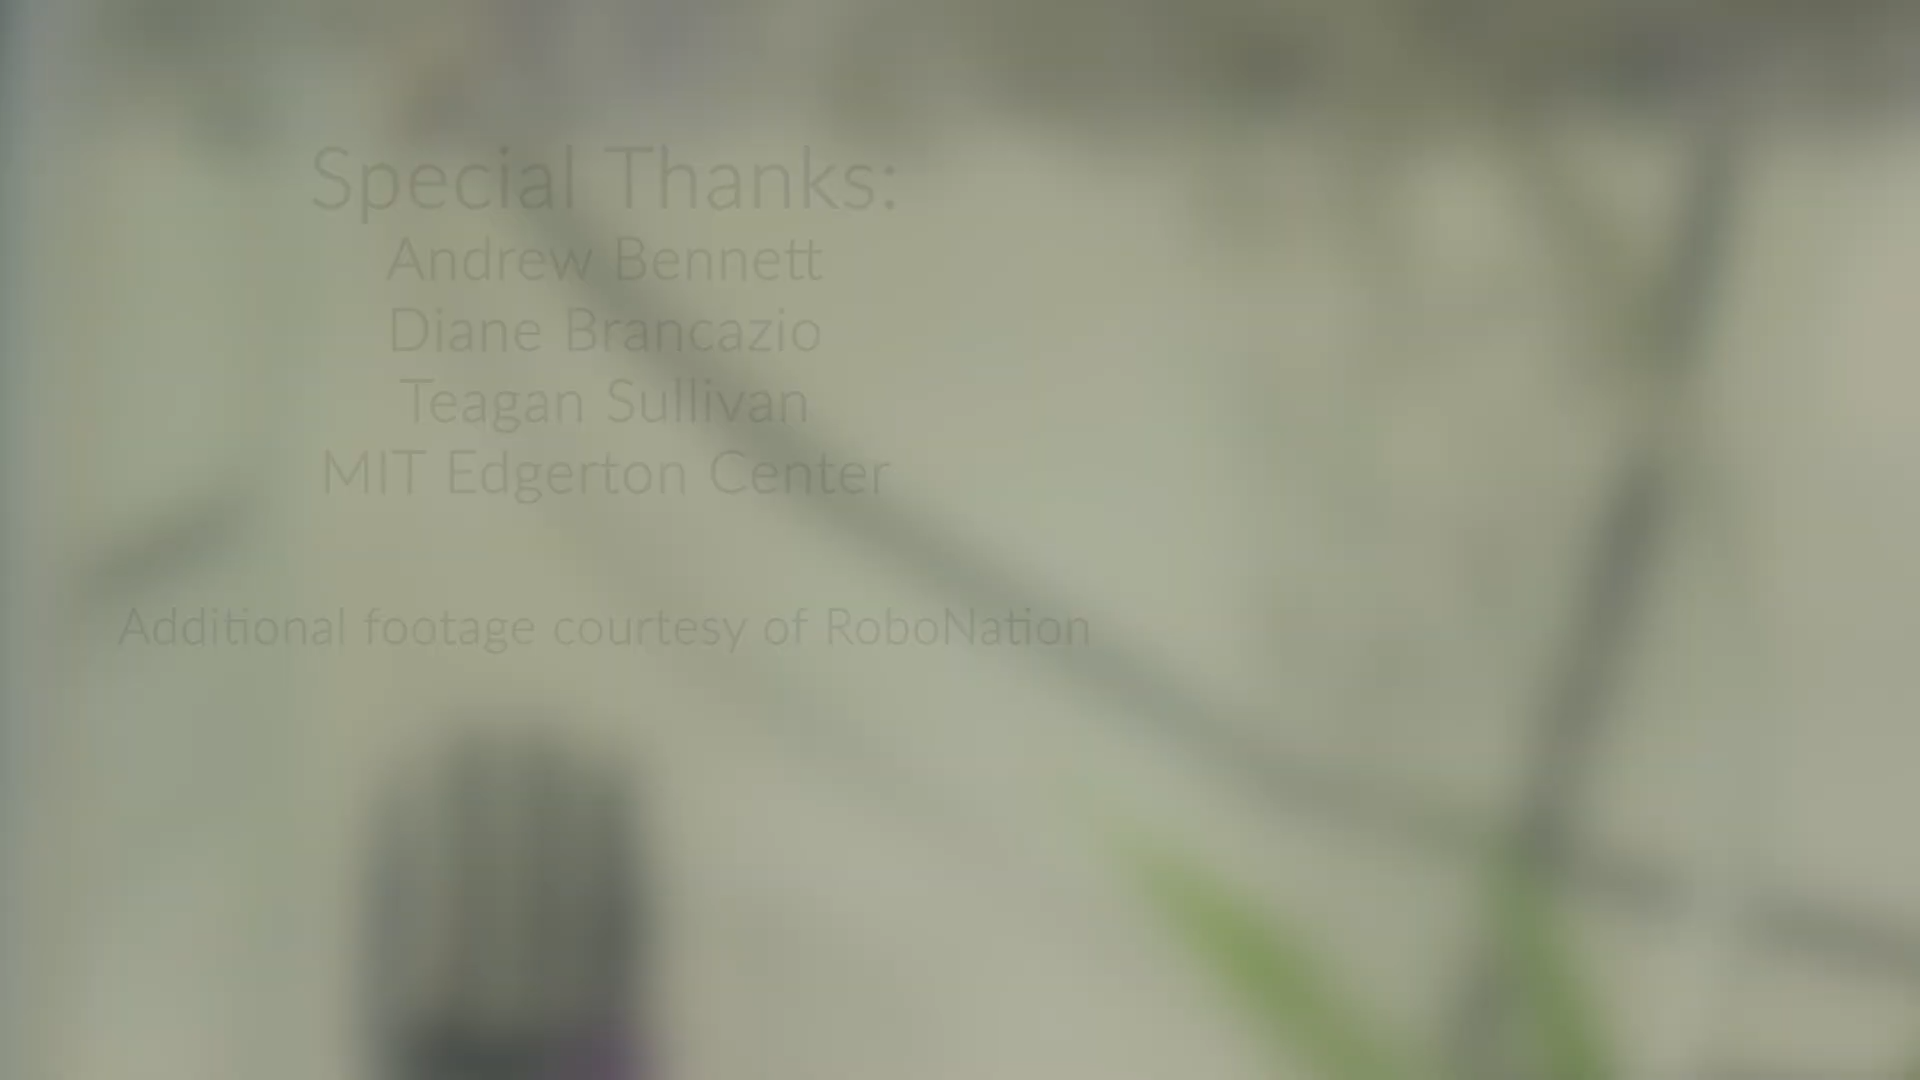 Special Thanks:
Andrew Bennett
Diane Brancazio
Teagan Sullivan
MIT Edgerton Center
Additional footage courtesy of RoboNation